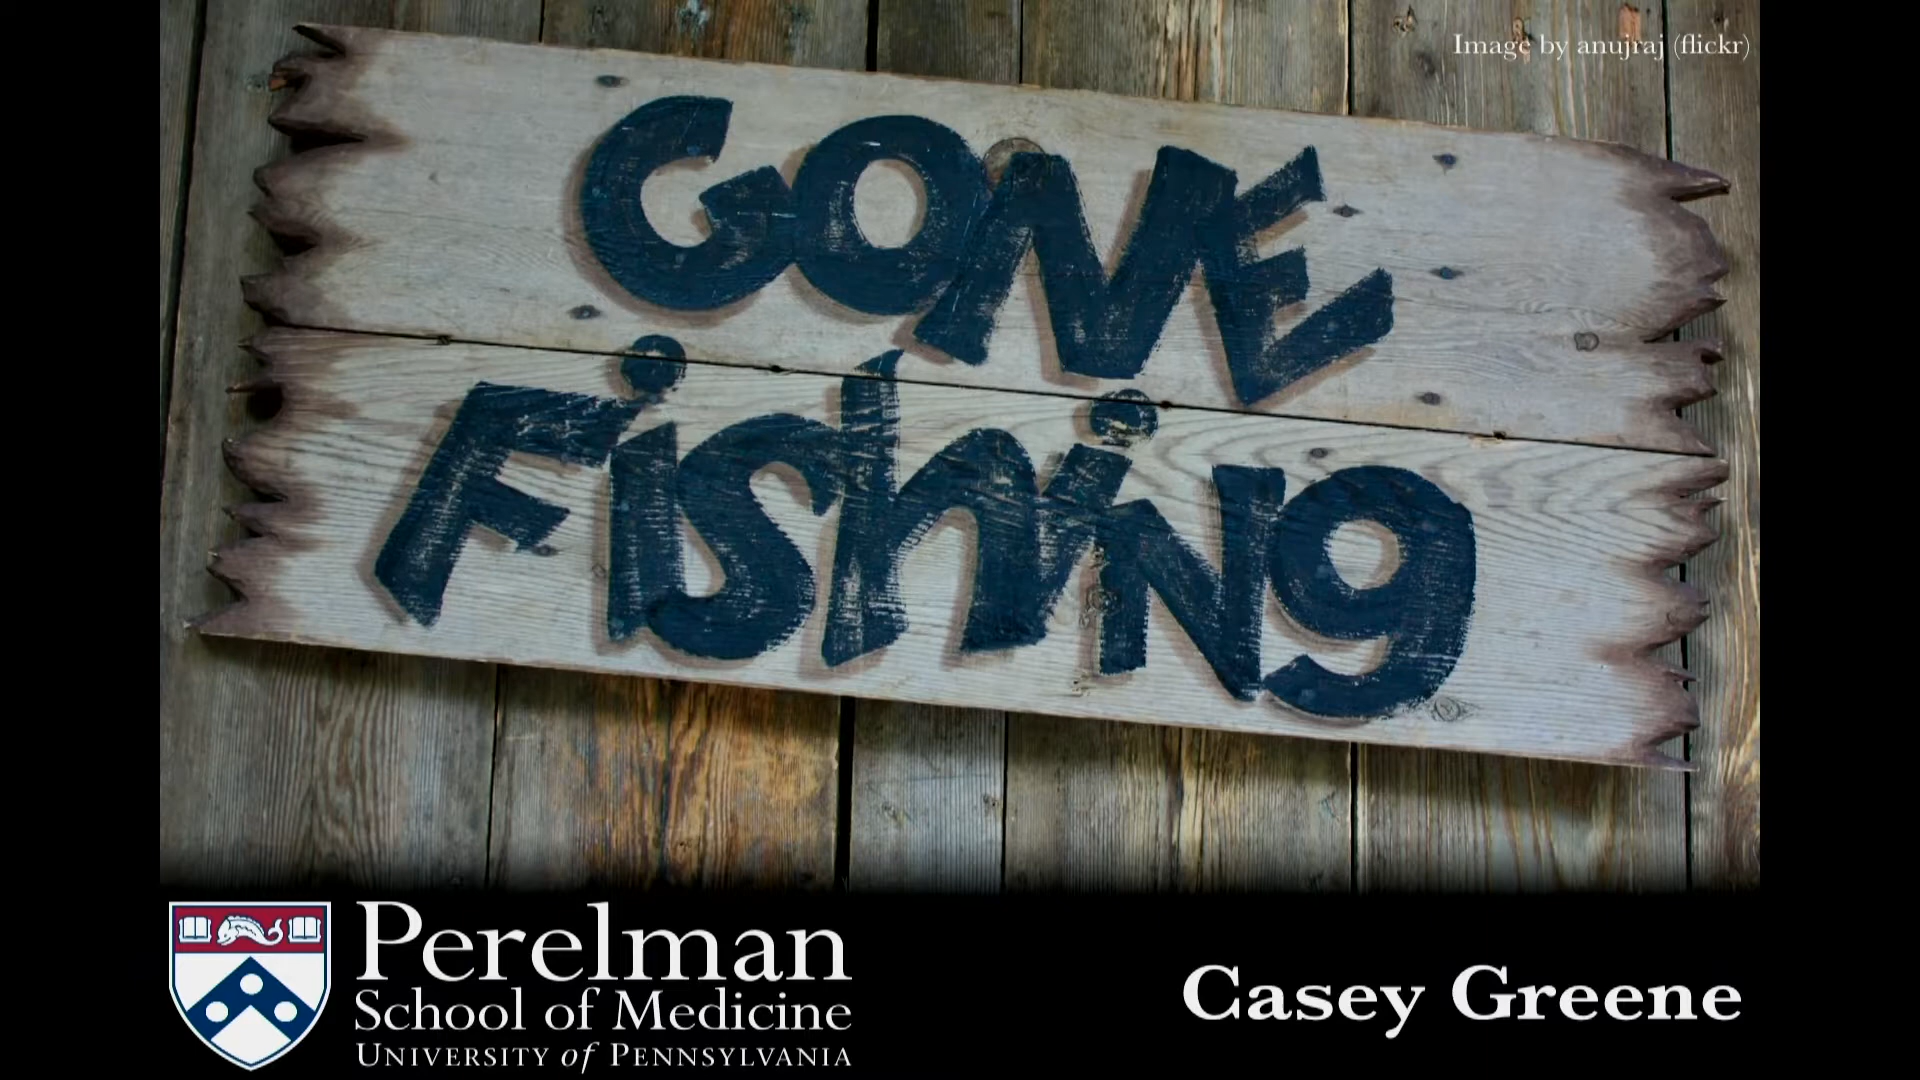 Image by anujraj (flickr)
GONE
FishiNg
Perelman
School of Medicine
UNIVERSITY of PENNSYLVANIA
Casey Greene